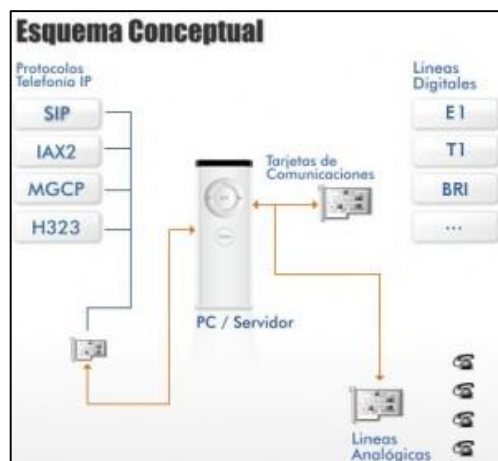 Esquema Conceptual
Protocolos
Telefonía IP
SIP
IAX2
MGCP
H323
Tarjetas de
Comunicaciones
PC / Servidor
Lineas
Digitales
E1
T1
BRI
...
Lineas
Analógicas